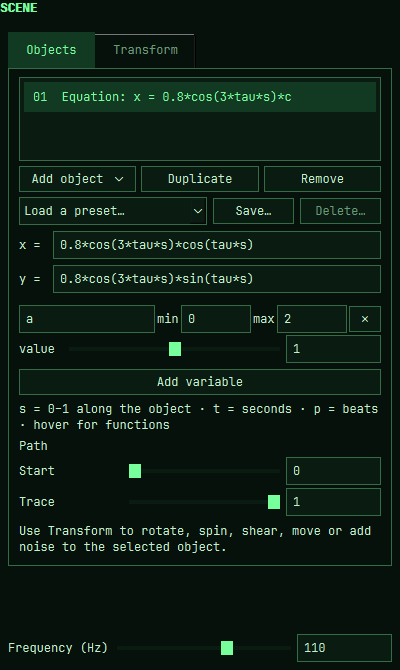 SCENE
Objects Transform
01 Equation: x = 0.8*cos(3*tau*s)*c
Add object Duplicate Remove
Load a preset… Save… Delete…
x = 0.8*cos(3*tau*s)*cos(tau*s)
y = 0.8*cos(3*tau*s)*sin(tau*s)
a min 0 max 2 ×
value 1
Add variable
s = 0-1 along the object · t = seconds · p = beats
· hover for functions
Path
Start 0
Trace 1
Use Transform to rotate, spin, shear, move or add
noise to the selected object.
Frequency (Hz) 110